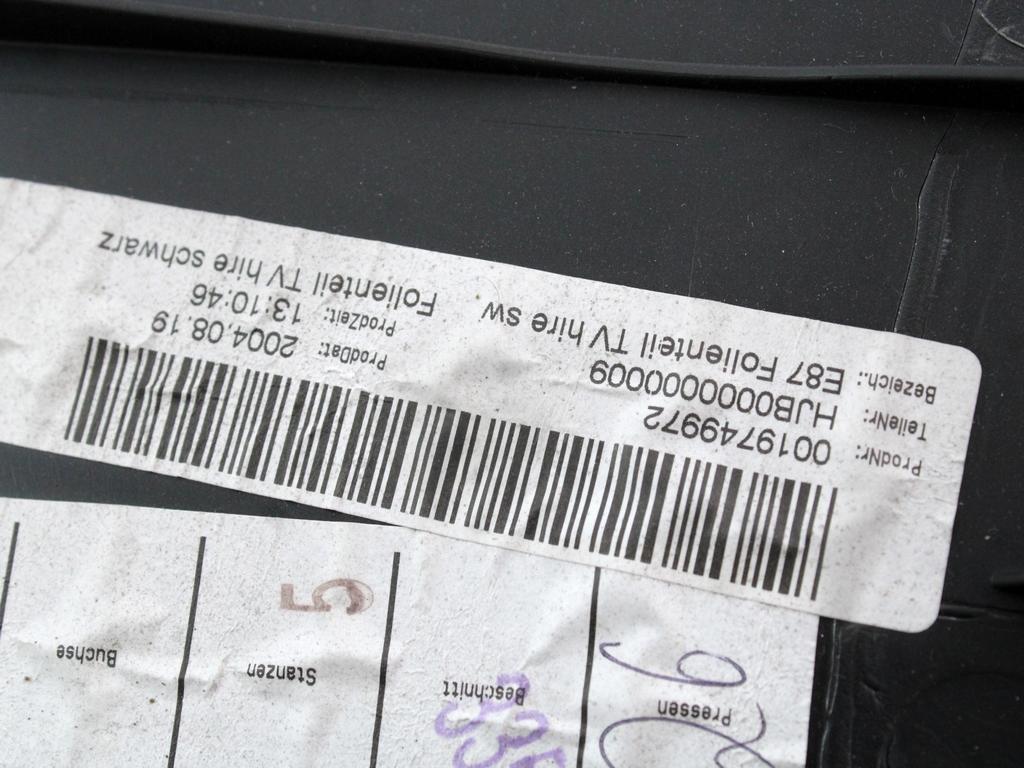 ProdNr: 0019749972
TeileNr: HJB000000009
Bezeich.: E87 Folienteil TV hire sw
ProdDat: 2004.08.19
ProdZeit: 13:10:46
Folienteil TV hire schwarz
Pressen
Beschnitt
335
Stanzen
5
Buchse